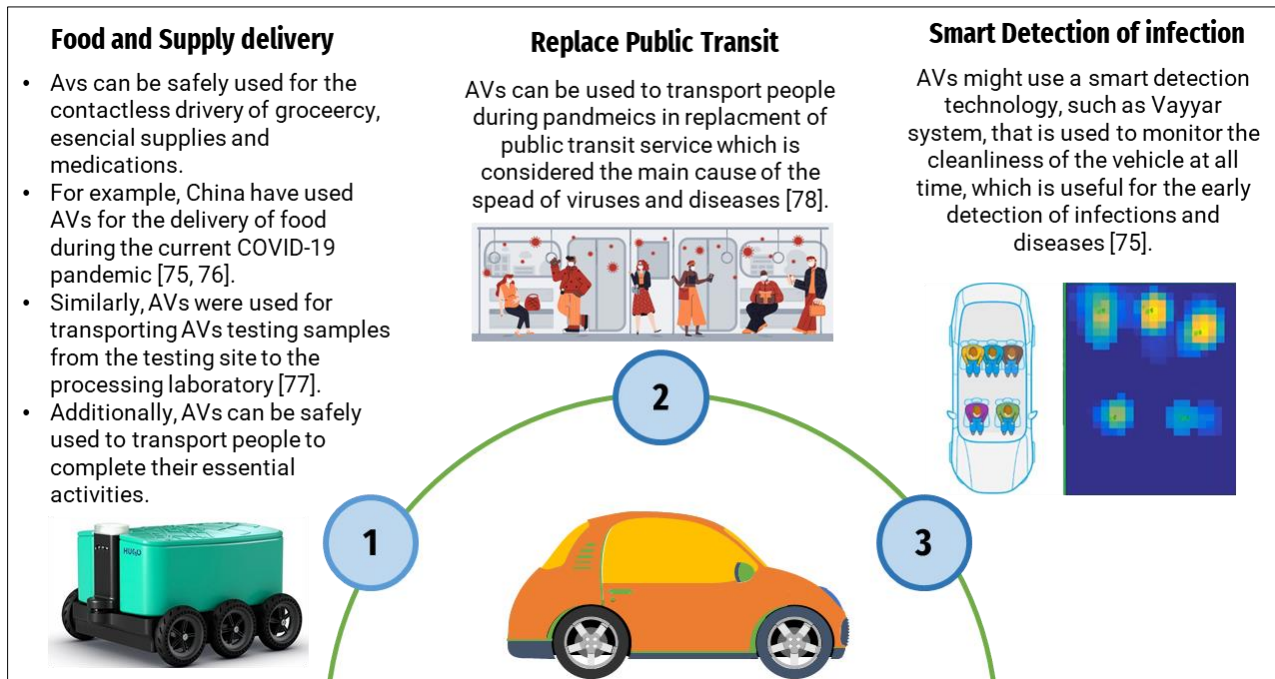 Food and Supply delivery
• Avs can be safely used for the
contactless drivery of groceercy,
esencial supplies and
medications.
• For example, China have used
AVs for the delivery of food
during the current COVID-19
pandemic [75, 76].
• Similarly, AVs were used for
transporting AVs testing samples
from the testing site to the
processing laboratory [77].
• Additionally, AVs can be safely
used to transport people to
complete their essential
activities.
HUGO
1
Replace Public Transit
AVs can be used to transport people
during pandmeics in replacment of
public transit service which is
considered the main cause of the
spead of viruses and diseases [78].
2
Smart Detection of infection
AVs might use a smart detection
technology, such as Vayyar
system, that is used to monitor the
cleanliness of the vehicle at all
time, which is useful for the early
detection of infections and
diseases [75].
3